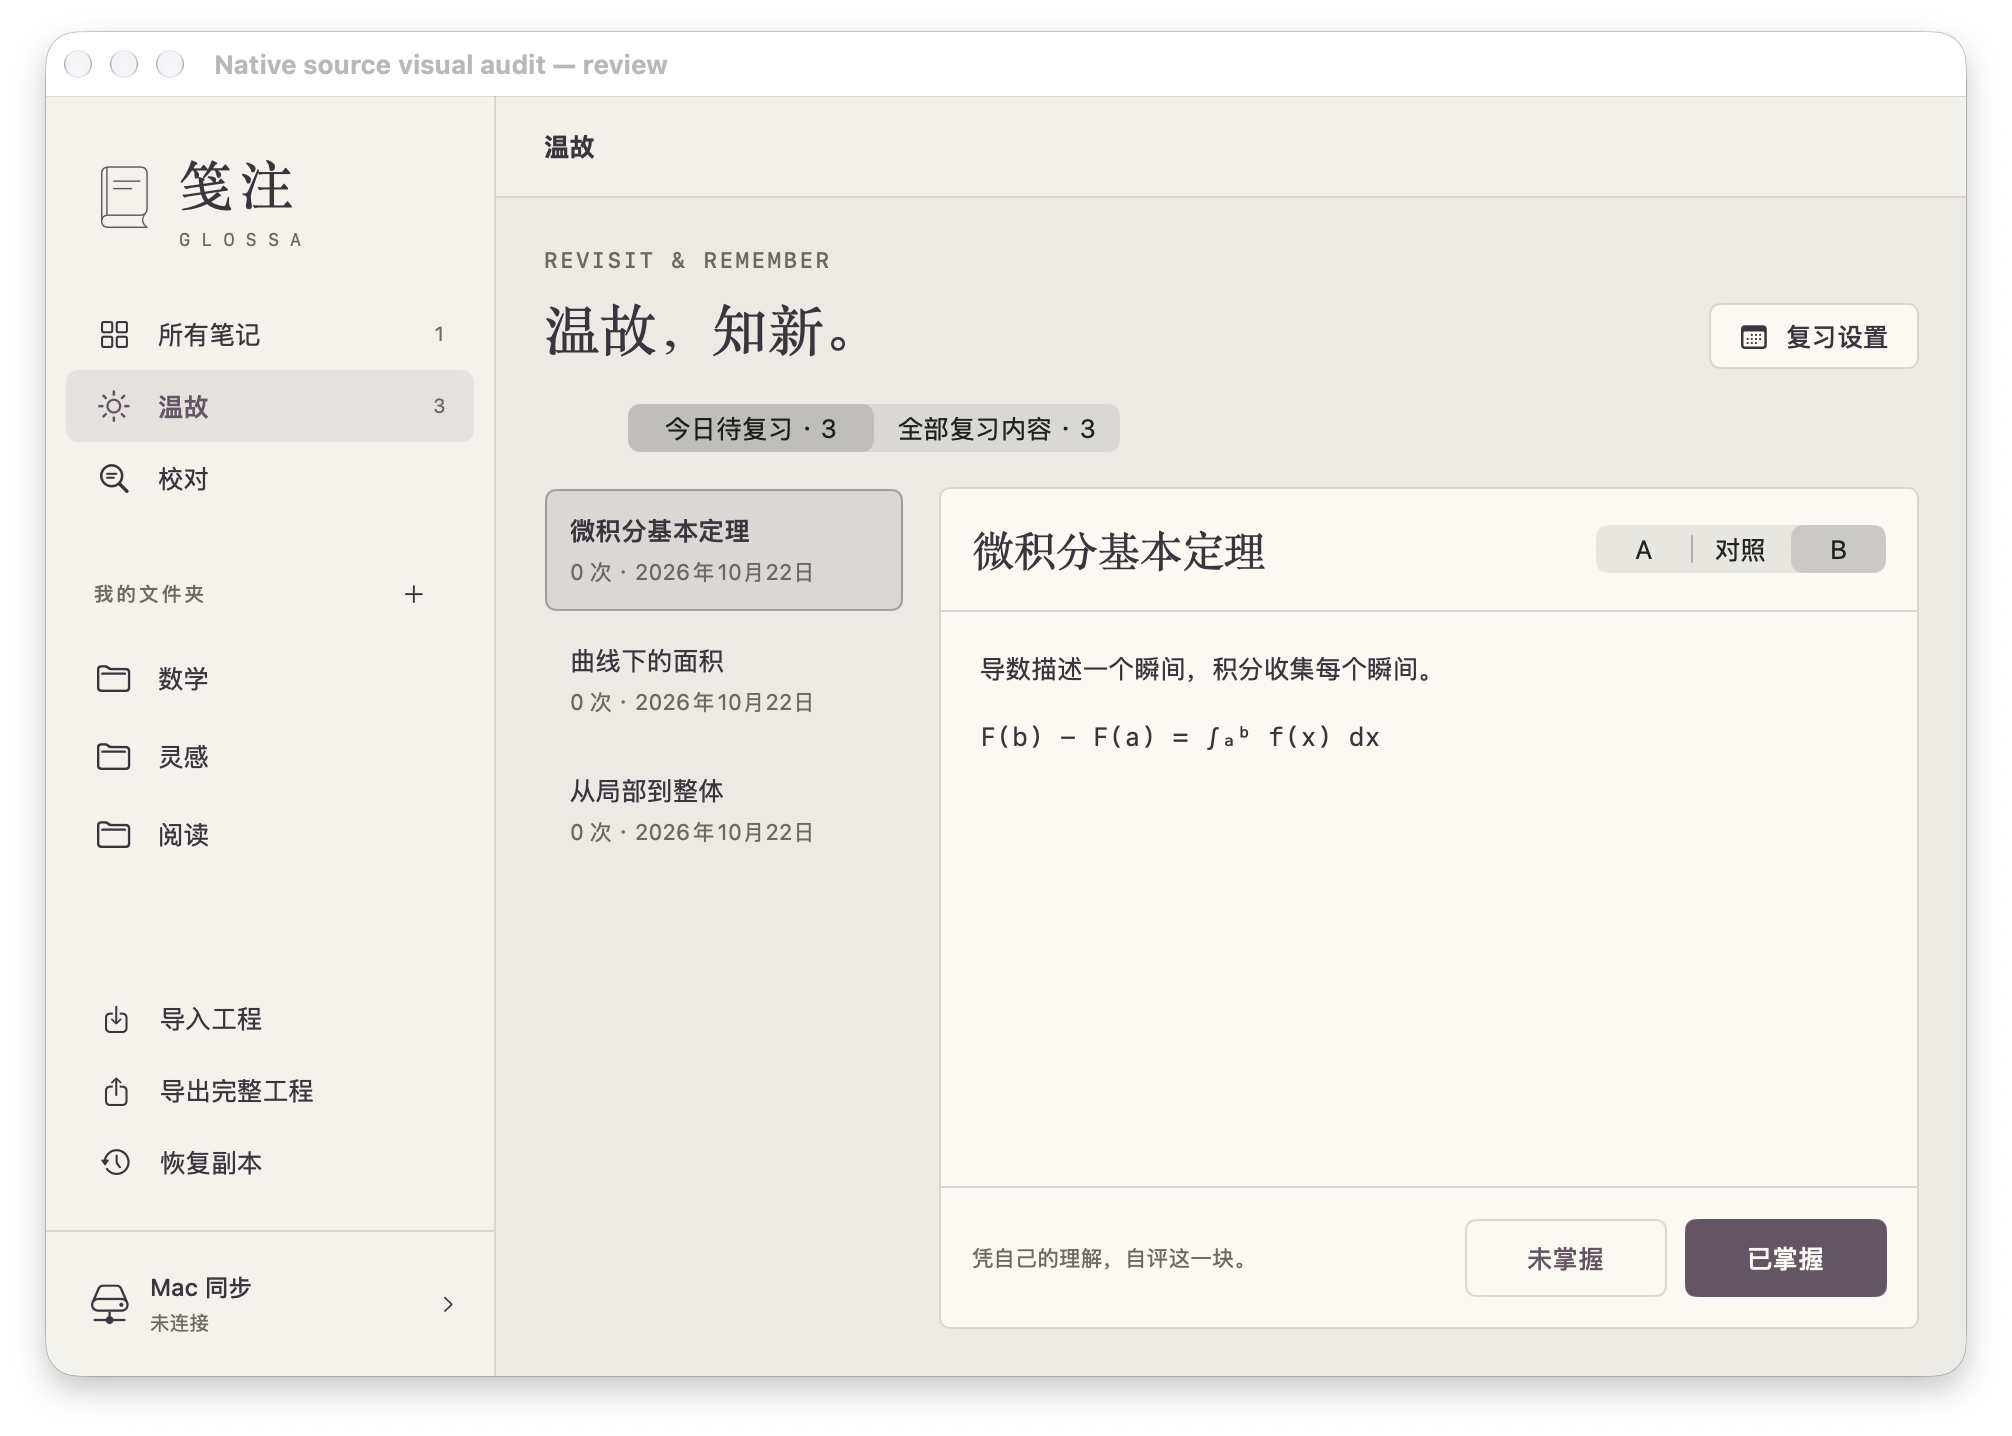 Native source visual audit — review
笺注
GLOSSA
所有笔记 1
温故 3
校对
我的文件夹
数学
灵感
阅读
导入工程
导出完整工程
恢复副本
Mac 同步
未连接
温故
REVISIT & REMEMBER
温故，知新。
复习设置
今日待复习 · 3
全部复习内容 · 3
微积分基本定理
0 次 · 2026年10月22日
曲线下的面积
0 次 · 2026年10月22日
从局部到整体
0 次 · 2026年10月22日
微积分基本定理
A 对照 B
导数描述一个瞬间，积分收集每个瞬间。
F(b) − F(a) = ∫ₐᵇ f(x) dx
凭自己的理解，自评这一块。
未掌握
已掌握